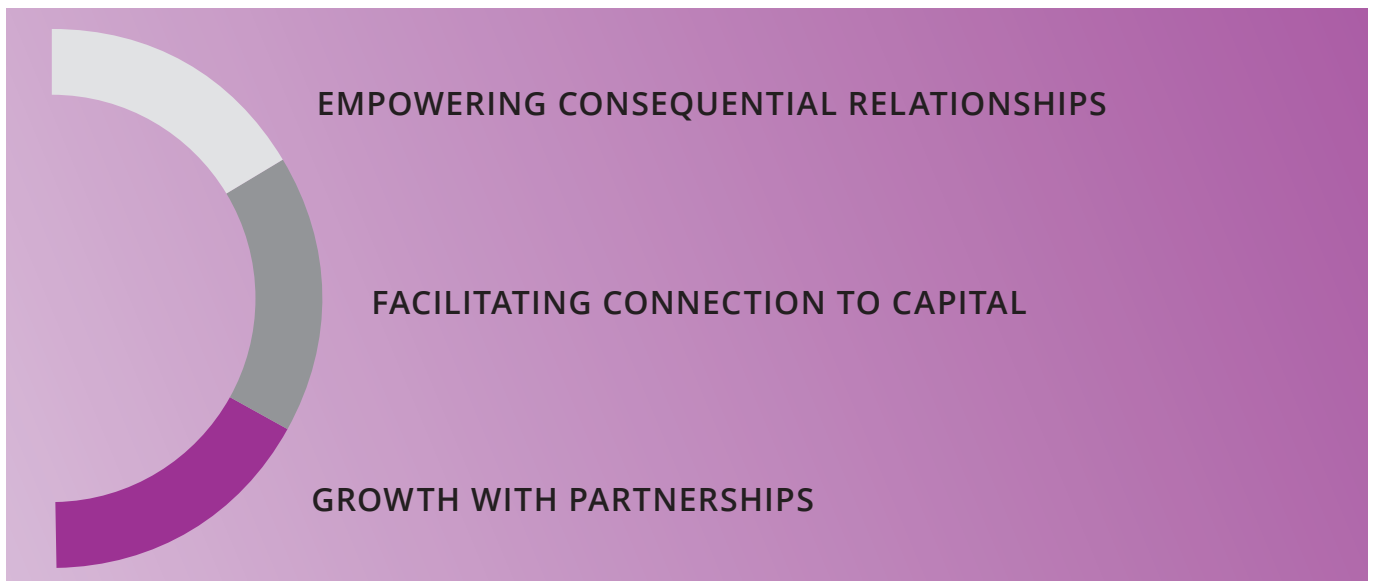 EMPOWERING CONSEQUENTIAL RELATIONSHIPS
FACILITATING CONNECTION TO CAPITAL
GROWTH WITH PARTNERSHIPS